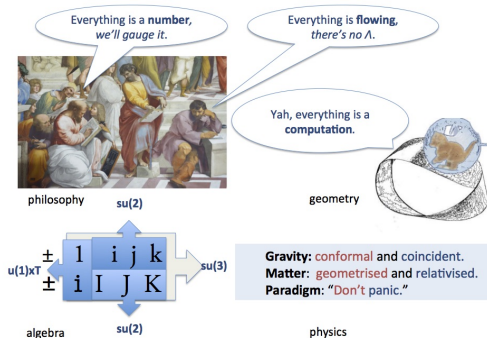 Everything is a number,
we'll gauge it.
Everything is flowing,
there's no Λ.
Yah, everything is a
computation.
philosophy
geometry
su(2)
± 1 i j k
u(1)xT
su(3)
± i I J K
su(2)
algebra
Gravity: conformal and coincident.
Matter: geometrised and relativised.
Paradigm: “Don't panic.”
physics